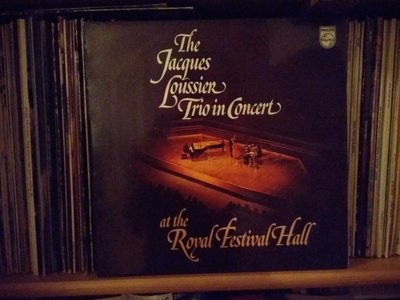 The
Jacques
Loussier
Trio in Concert
at the
Royal Festival Hall